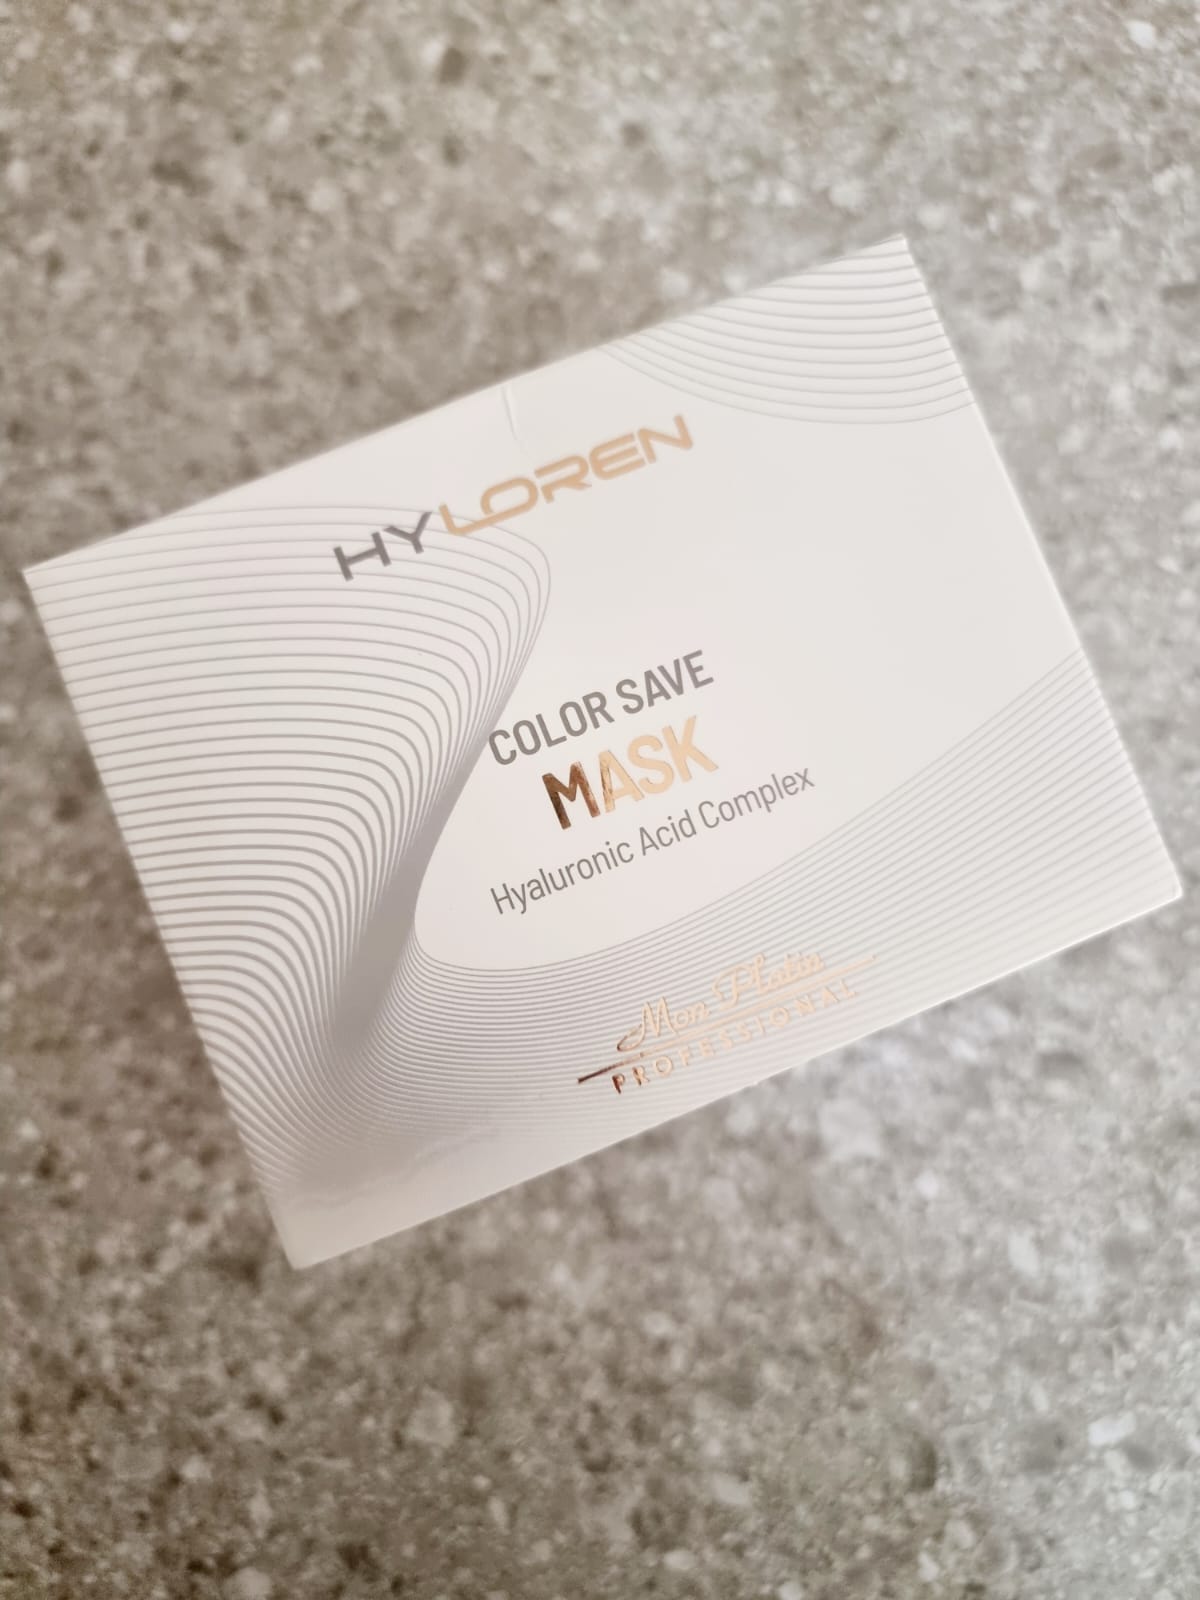 HYLOREN
COLOR SAVE
MASK
Hyaluronic Acid Complex
Mon Platin
PROFESSIONAL